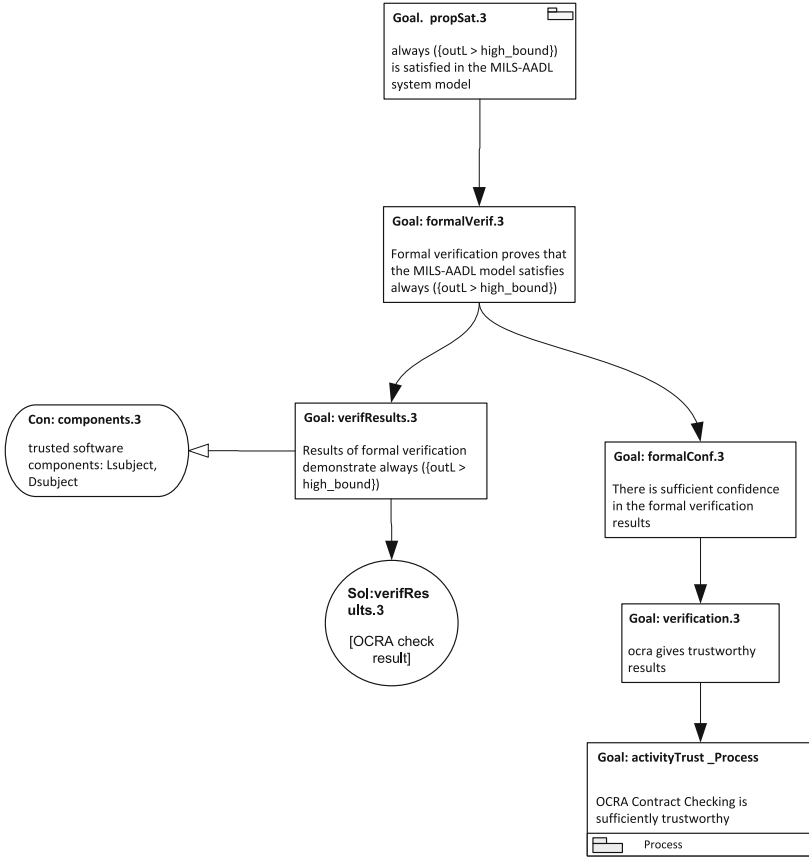 Goal. propSat.3
always ({outL > high_bound})
is satisfied in the MILS-AADL
system model
Goal: formalVerif.3
Formal verification proves that
the MILS-AADL model satisfies
always ({outL > high_bound})
Con: components.3
trusted software
components: Lsubject,
Dsubject
Goal: verifResults.3
Results of formal verification
demonstrate always ({outL >
high_bound})
Goal: formalConf.3
There is sufficient confidence
in the formal verification
results
Sol:verifRes
ults.3
[OCRA check
result]
Goal: verification.3
ocra gives trustworthy
results
Goal: activityTrust _Process
OCRA Contract Checking is
sufficiently trustworthy
Process